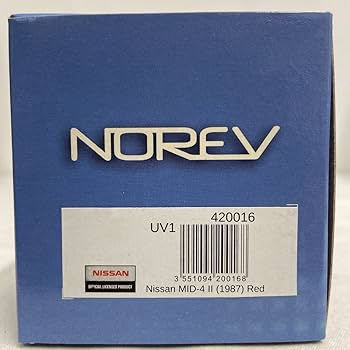 NOREV
UV1 420016
NISSAN
OFFICIAL LICENSED PRODUCT
3 551094 200168
Nissan MID-4 II (1987) Red